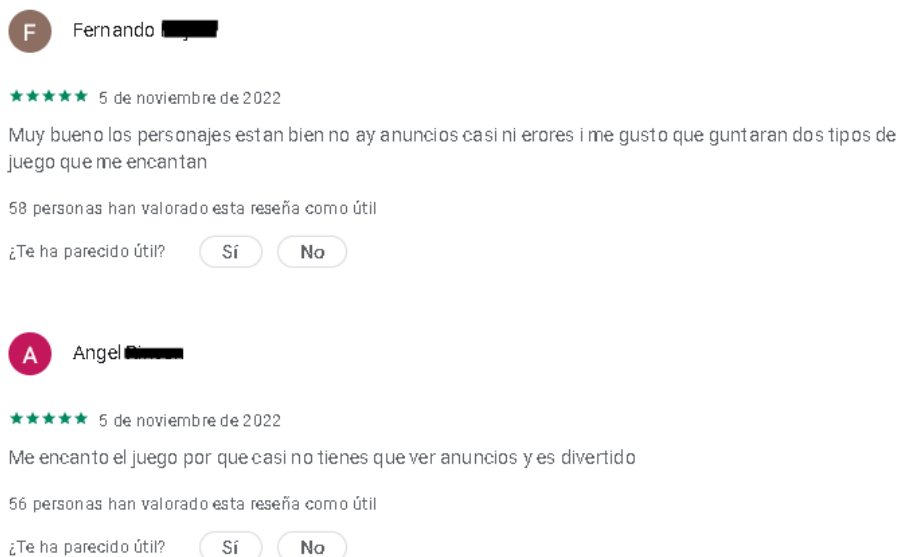 F
Fernando
5 de noviembre de 2022
Muy bueno los personajes estan bien no ay anuncios casi ni erores i me gusto que guntaran dos tipos de
juego que me encantan
58 personas han valorado esta reseña como útil
¿Te ha parecido útil? Sí No
A
Angel
5 de noviembre de 2022
Me encanto el juego por que casi no tienes que ver anuncios y es divertido
56 personas han valorado esta reseña como útil
¿Te ha parecido útil? Sí No